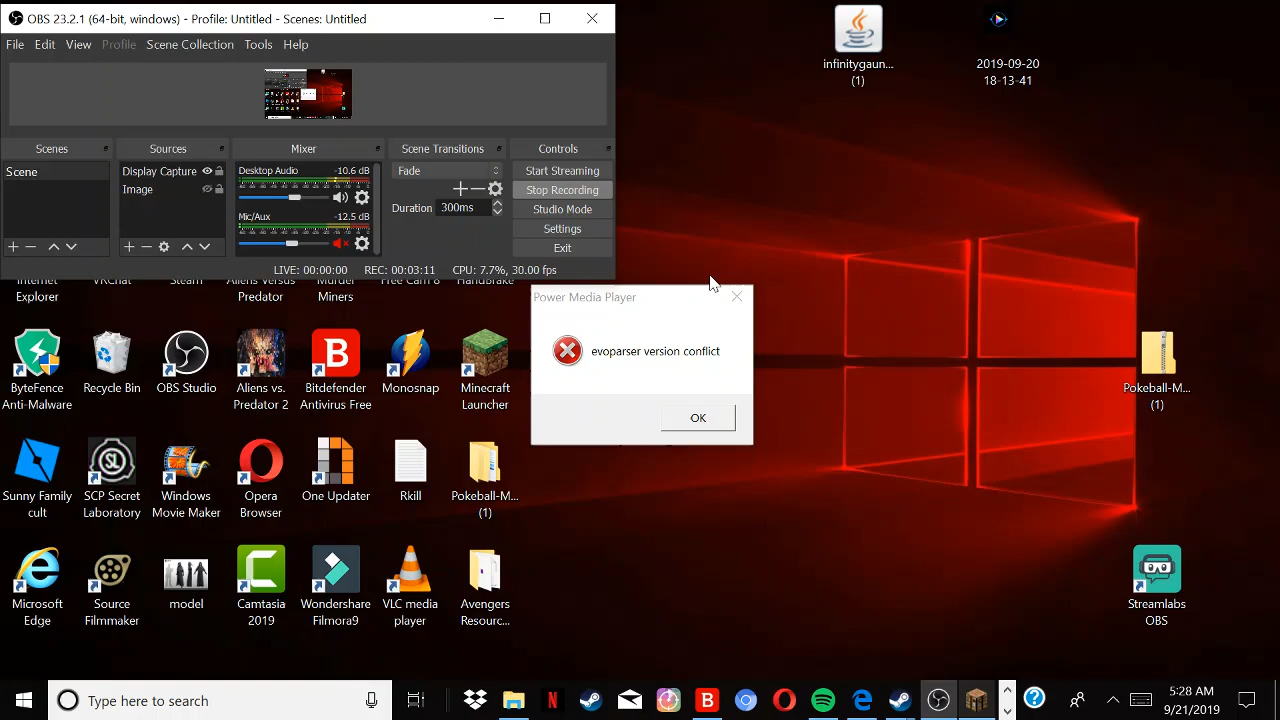 OBS 23.2.1 (64-bit, windows) - Profile: Untitled - Scenes: Untitled
File Edit View Profile Scene Collection Tools Help
Scenes Sources Mixer Scene Transitions Controls
Scene
Display Capture
Image
Desktop Audio -10.6 dB
Mic/Aux -12.5 dB
Fade
Duration 300ms
Start Streaming
Stop Recording
Studio Mode
Settings
Exit
LIVE: 00:00:00 REC: 00:03:11 CPU: 7.7%, 30.00 fps
infinitygaun...
(1)
2019-09-20
18-13-41
Internet
Explorer
VRChat
Steam
Aliens Versus
Predator
Murder
Miners
Free Cam 8
HandBrake
Power Media Player
evoparser version conflict
OK
ByteFence
Anti-Malware
Recycle Bin
OBS Studio
Aliens vs.
Predator 2
Bitdefender
Antivirus Free
Monosnap
Minecraft
Launcher
Pokeball-M...
(1)
Sunny Family
cult
SCP Secret
Laboratory
Windows
Movie Maker
Opera
Browser
One Updater
Rkill
Pokeball-M...
(1)
Microsoft
Edge
Source
Filmmaker
model
Camtasia
2019
Wondershare
Filmora9
VLC media
player
Avengers
Resourc...
Streamlabs
OBS
Type here to search
5:28 AM
9/21/2019